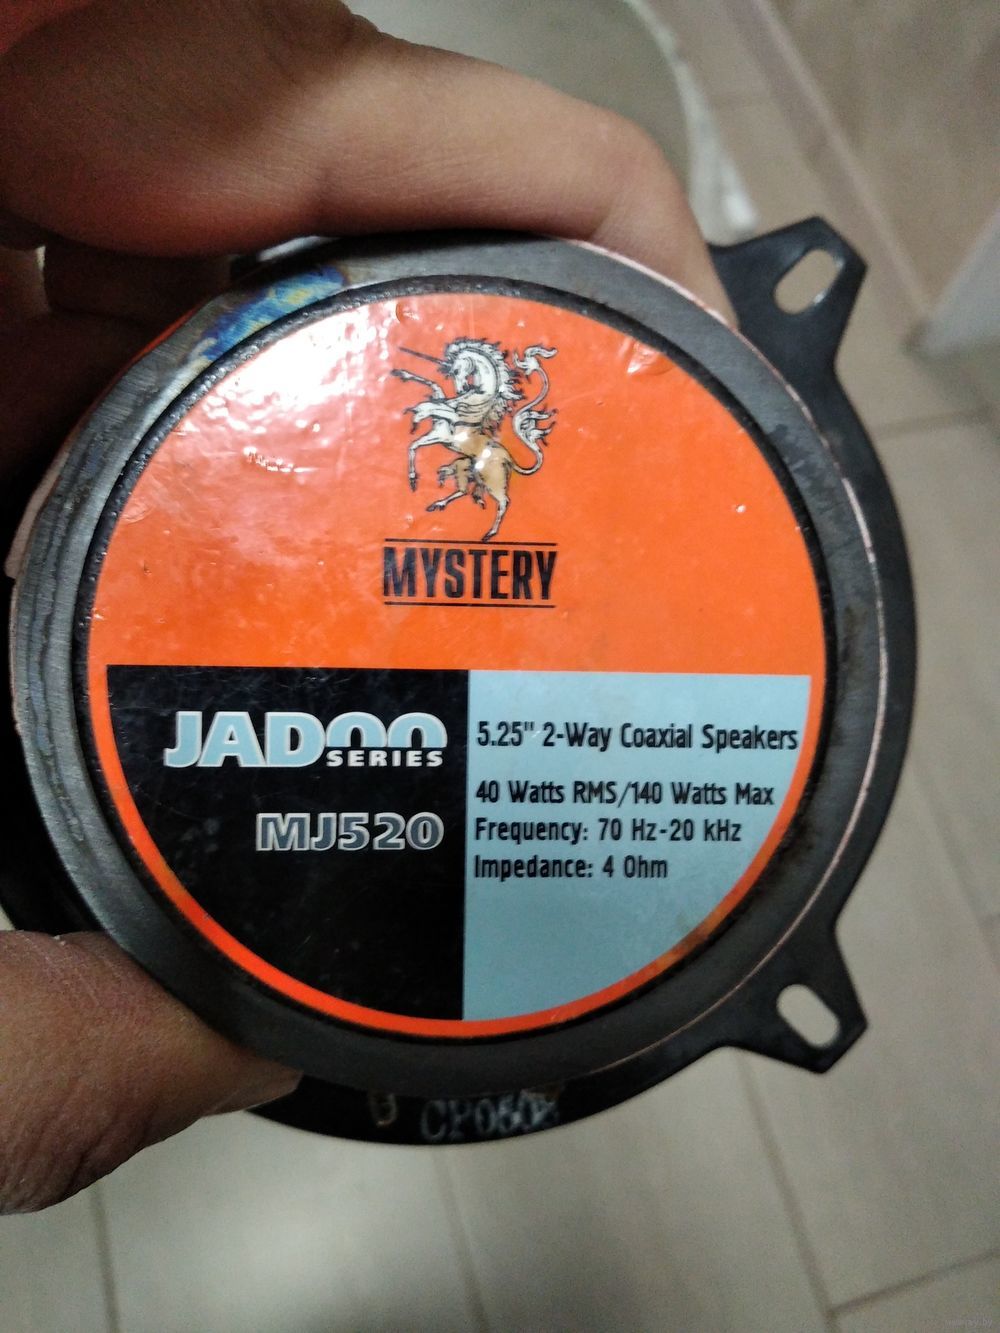 MYSTERY
JADOO
SERIES
MJ520
5.25" 2-Way Coaxial Speakers
40 Watts RMS/140 Watts Max
Frequency: 70 Hz-20 kHz
Impedance: 4 Ohm